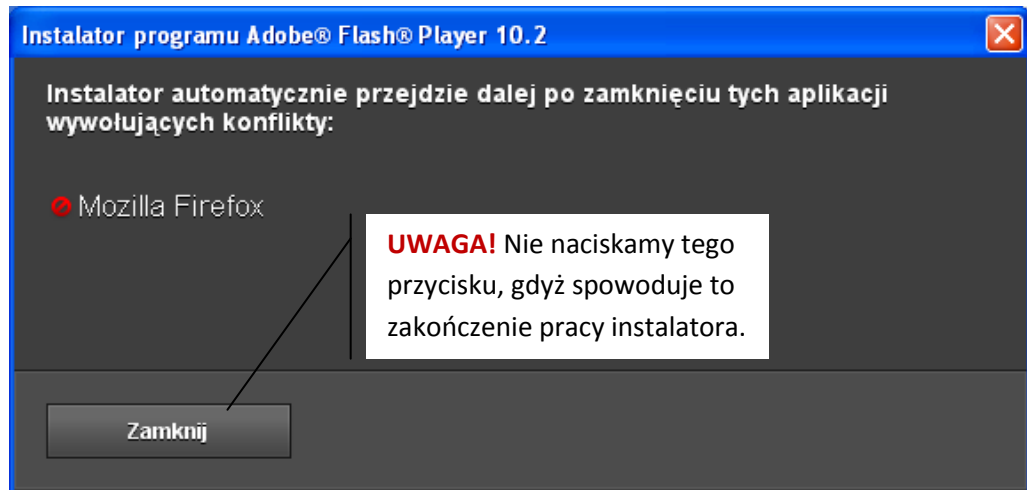 Instalator programu Adobe® Flash® Player 10.2
Instalator automatycznie przejdzie dalej po zamknięciu tych aplikacji
wywołujących konflikty:
Mozilla Firefox
UWAGA! Nie naciskamy tego
przycisku, gdyż spowoduje to
zakończenie pracy instalatora.
Zamknij